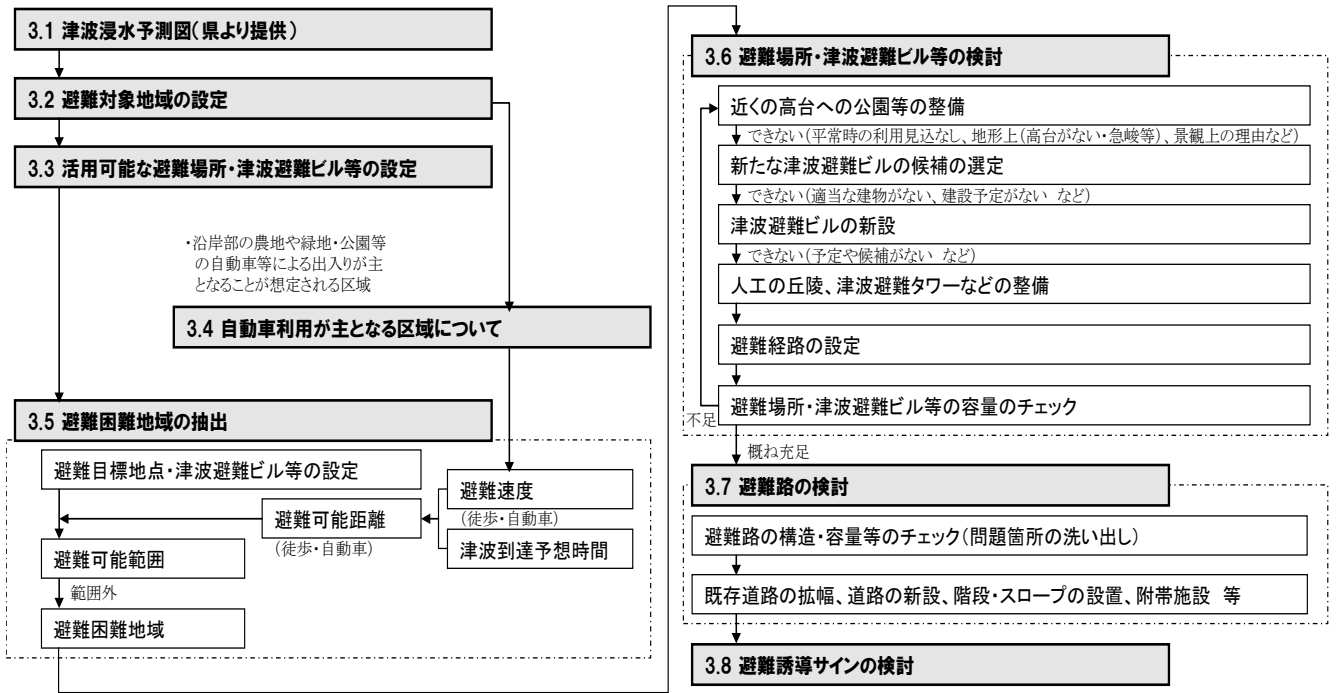 3.1 津波浸水予測図(県より提供)
3.2 避難対象地域の設定
3.3 活用可能な避難場所・津波避難ビル等の設定
・沿岸部の農地や緑地・公園等
の自動車等による出入りが主
となることが想定される区域
3.4 自動車利用が主となる区域について
3.5 避難困難地域の抽出
避難目標地点・津波避難ビル等の設定
避難速度
(徒歩・自動車)
避難可能距離
(徒歩・自動車)
津波到達予想時間
避難可能範囲
範囲外
避難困難地域
3.6 避難場所・津波避難ビル等の検討
近くの高台への公園等の整備
できない(平常時の利用見込なし、地形上(高台がない・急峻等)、景観上の理由など)
新たな津波避難ビルの候補の選定
できない(適当な建物がない、建設予定がない など)
津波避難ビルの新設
できない(予定や候補がない など)
人工の丘陵、津波避難タワーなどの整備
避難経路の設定
避難場所・津波避難ビル等の容量のチェック
不足
概ね充足
3.7 避難路の検討
避難路の構造・容量等のチェック(問題箇所の洗い出し)
既存道路の拡幅、道路の新設、階段・スロープの設置、附帯施設 等
3.8 避難誘導サインの検討